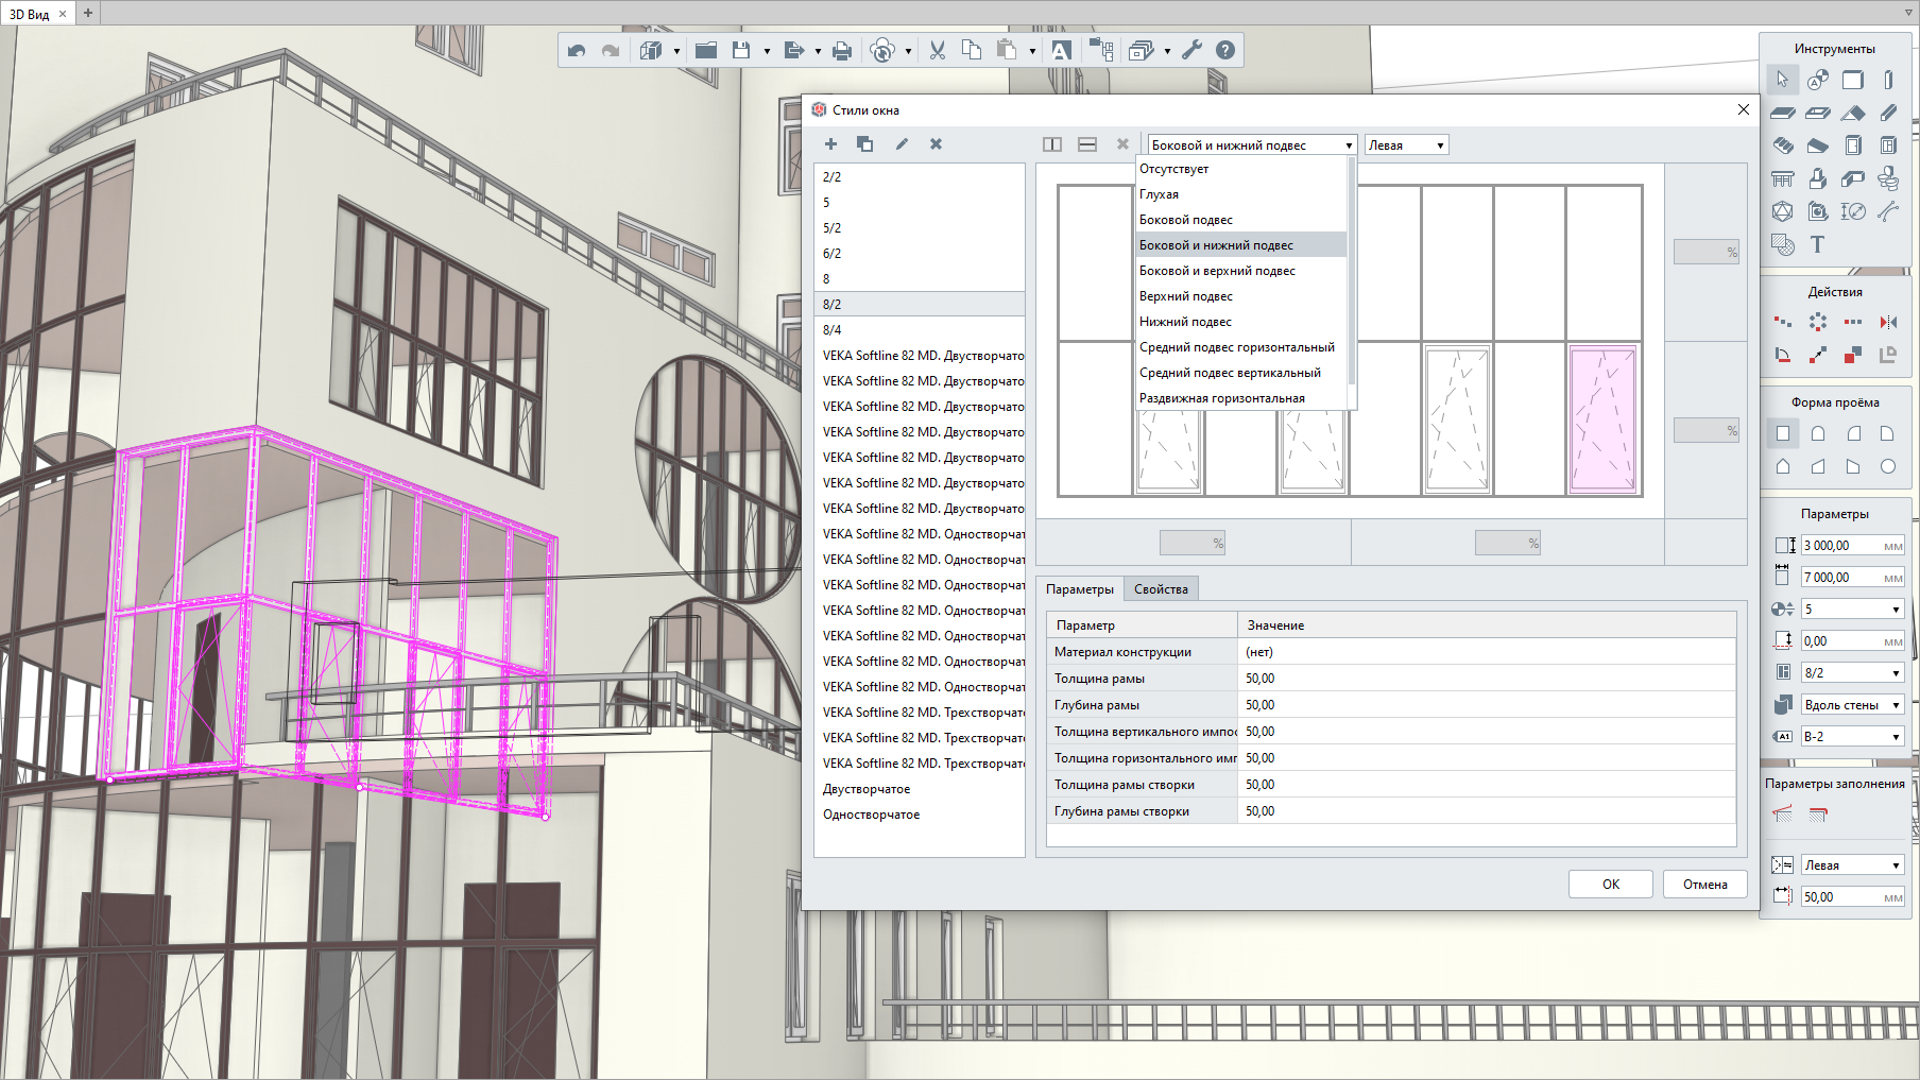 3D Вид
Стили окна
Боковой и нижний подвес
Левая
2/2
5
5/2
6/2
8
8/2
8/4
VEKA Softline 82 MD. Двустворчато
VEKA Softline 82 MD. Двустворчато
VEKA Softline 82 MD. Двустворчато
VEKA Softline 82 MD. Двустворчато
VEKA Softline 82 MD. Двустворчато
VEKA Softline 82 MD. Двустворчато
VEKA Softline 82 MD. Двустворчато
VEKA Softline 82 MD. Одностворчат
VEKA Softline 82 MD. Одностворчат
VEKA Softline 82 MD. Одностворчат
VEKA Softline 82 MD. Одностворчат
VEKA Softline 82 MD. Одностворчат
VEKA Softline 82 MD. Одностворчат
VEKA Softline 82 MD. Одностворчат
VEKA Softline 82 MD. Трехстворчат
VEKA Softline 82 MD. Трехстворчат
VEKA Softline 82 MD. Трехстворчат
Двустворчатое
Одностворчатое
Отсутствует
Глухая
Боковой подвес
Боковой и нижний подвес
Боковой и верхний подвес
Верхний подвес
Нижний подвес
Средний подвес горизонтальный
Средний подвес вертикальный
Раздвижная горизонтальная
%
%
%
%
Параметры
Свойства
Параметр Значение
Материал конструкции (нет)
Толщина рамы 50,00
Глубина рамы 50,00
Толщина вертикального импос 50,00
Толщина горизонтального имп 50,00
Толщина рамы створки 50,00
Глубина рамы створки 50,00
OK
Отмена
Инструменты
T
Действия
Форма проёма
Параметры
3 000,00 мм
7 000,00 мм
5
0,00 мм
8/2
Вдоль стены
A1
В-2
Параметры заполнения
Левая
50,00 мм